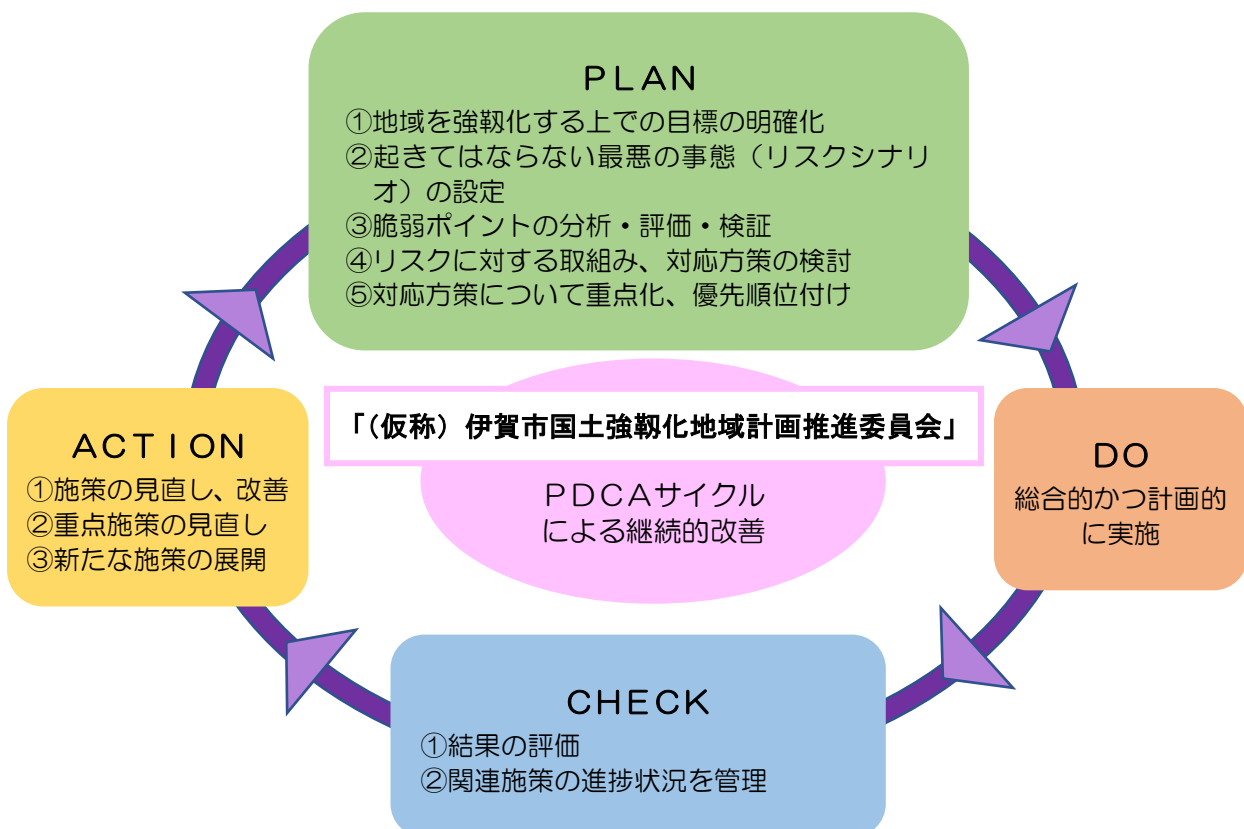 PLAN
①地域を強靱化する上での目標の明確化
②起きてはならない最悪の事態（リスクシナリ
オ）の設定
③脆弱ポイントの分析・評価・検証
④リスクに対する取組み、対応方策の検討
⑤対応方策について重点化、優先順位付け
「（仮称）伊賀市国土強靱化地域計画推進委員会」
PDCAサイクル
による継続的改善
DO
総合的かつ計画的
に実施
CHECK
①結果の評価
②関連施策の進捗状況を管理
ACTION
①施策の見直し、改善
②重点施策の見直し
③新たな施策の展開